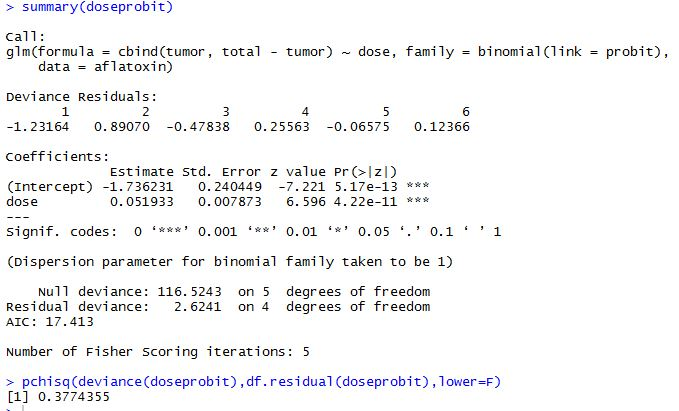 > summary(doseprobit)
Call:
glm(formula = cbind(tumor, total - tumor) ~ dose, family = binomial(link = probit),
    data = aflatoxin)
Deviance Residuals:
       1         2         3         4         5         6
-1.23164   0.89070  -0.47838   0.25563  -0.06575   0.12366
Coefficients:
             Estimate Std. Error z value Pr(>|z|)
(Intercept) -1.736231   0.240449  -7.221 5.17e-13 ***
dose         0.051933   0.007873   6.596 4.22e-11 ***
---
Signif. codes:  0 ‘***’ 0.001 ‘**’ 0.01 ‘*’ 0.05 ‘.’ 0.1 ‘ ’ 1
(Dispersion parameter for binomial family taken to be 1)
    Null deviance: 116.5243  on 5  degrees of freedom
Residual deviance:   2.6241  on 4  degrees of freedom
AIC: 17.413
Number of Fisher Scoring iterations: 5
> pchisq(deviance(doseprobit),df.residual(doseprobit),lower=F)
[1] 0.3774355
>